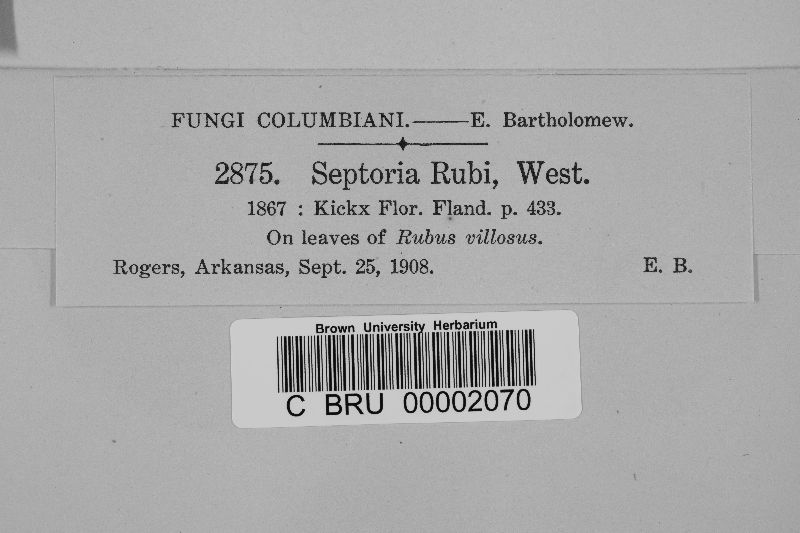 FUNGI COLUMBIANI.——E. Bartholomew.
2875. Septoria Rubi, West.
1867 : Kickx Flor. Fland. p. 433.
On leaves of Rubus villosus.
Rogers, Arkansas, Sept. 25, 1908. E. B.
Brown University Herbarium
C BRU 00002070